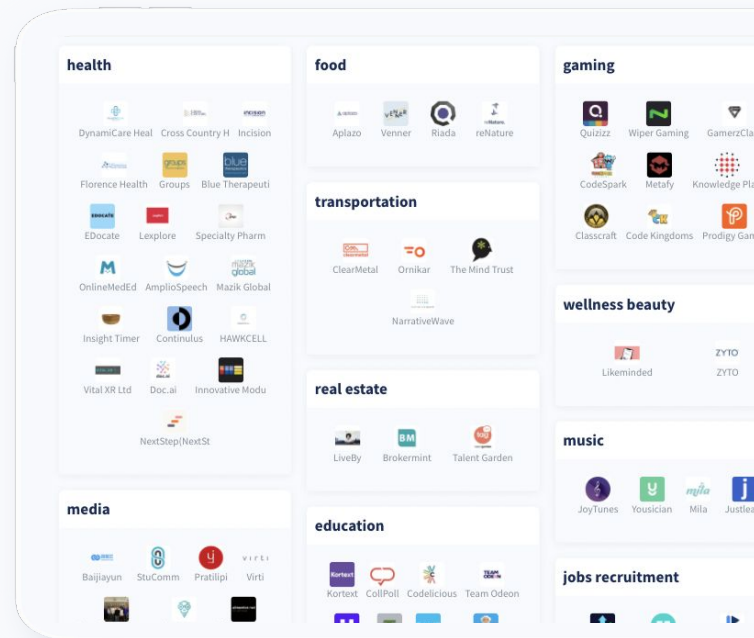 health
DynamiCare Heal Cross Country H Incision
Florence Health Groups Blue Therapeuti
EDocate Lexplore Specialty Pharm
OnlineMedEd AmplioSpeech Mazik Global
Insight Timer Continulus HAWKCELL
Vital XR Ltd Doc.ai Innovative Modu
NextStep(NextSt
media
Baijiayun StuComm Pratilipi Virti
food
Aplazo Venner Riada reNature
transportation
ClearMetal Ornikar The Mind Trust
NarrativeWave
real estate
LiveBy Brokermint Talent Garden
education
Kortext CollPoll Codelicious Team Odeon
gaming
Quizizz Wiper Gaming GamerzCla
CodeSpark Metafy Knowledge Pla
Classcraft Code Kingdoms Prodigy Gam
wellness beauty
Likeminded ZYTO
music
JoyTunes Yousician Mila Justlea
jobs recruitment